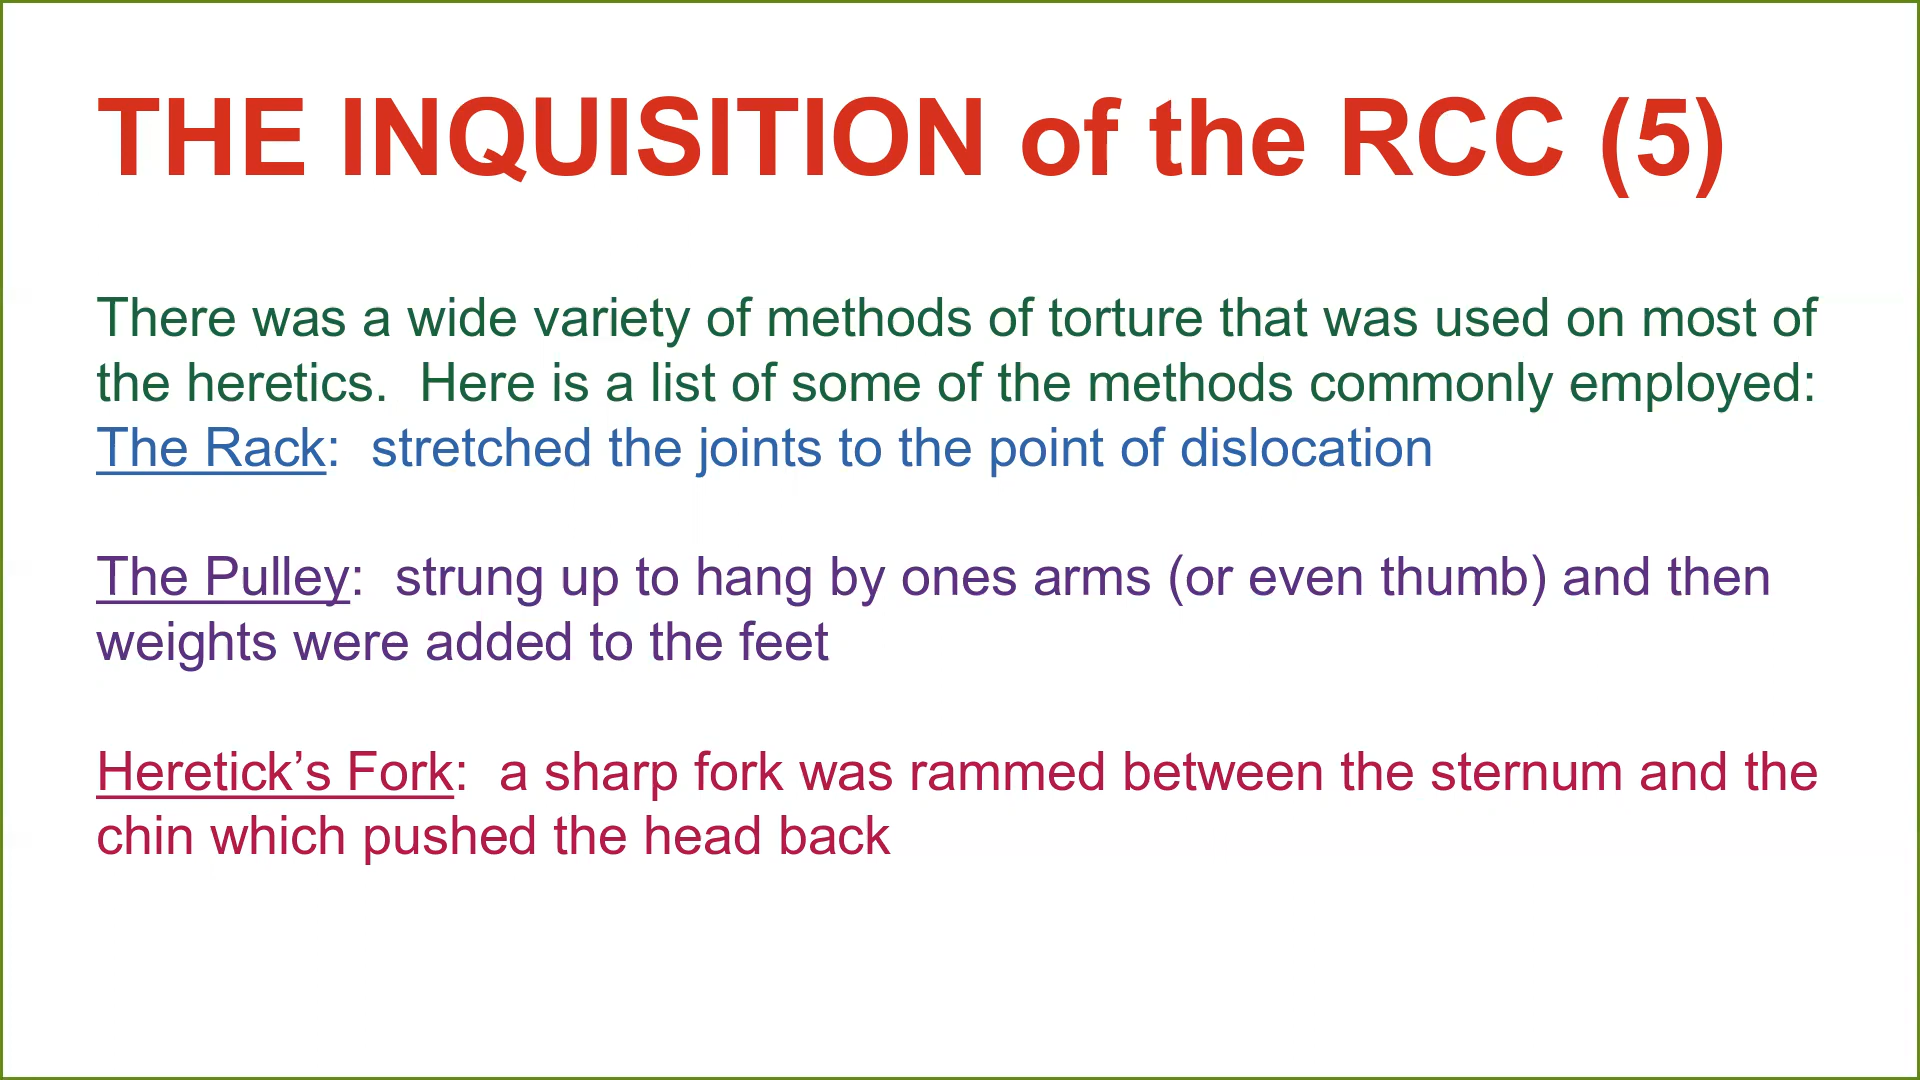 THE INQUISITION of the RCC (5)
There was a wide variety of methods of torture that was used on most of
the heretics.  Here is a list of some of the methods commonly employed:
The Rack:  stretched the joints to the point of dislocation
The Pulley:  strung up to hang by ones arms (or even thumb) and then
weights were added to the feet
Heretick’s Fork:  a sharp fork was rammed between the sternum and the
chin which pushed the head back